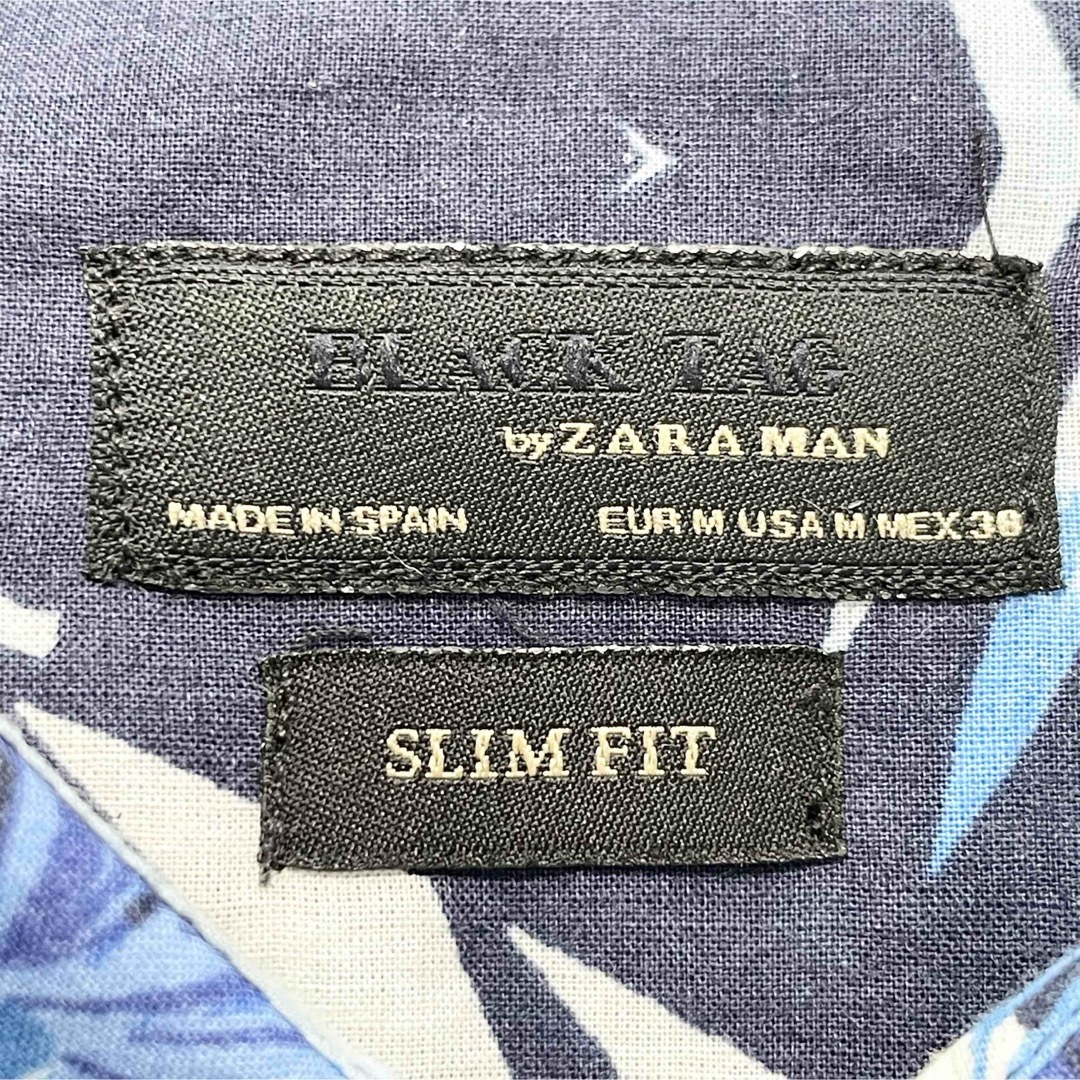 BLACK TAG
by ZARA MAN
MADE IN SPAIN EUR M USA M MEX 38
SLIM FIT